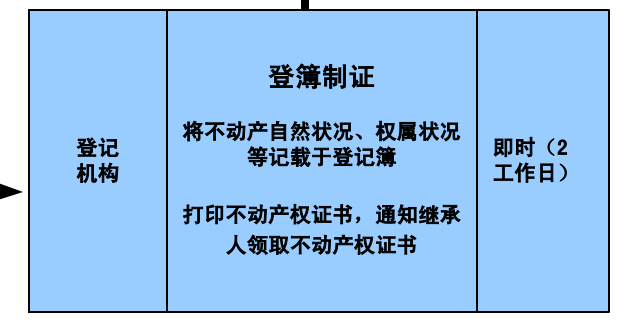 登记
机构
登簿制证
将不动产自然状况、权属状况
等记载于登记簿
打印不动产权证书，通知继承
人领取不动产权证书
即时（2
工作日）